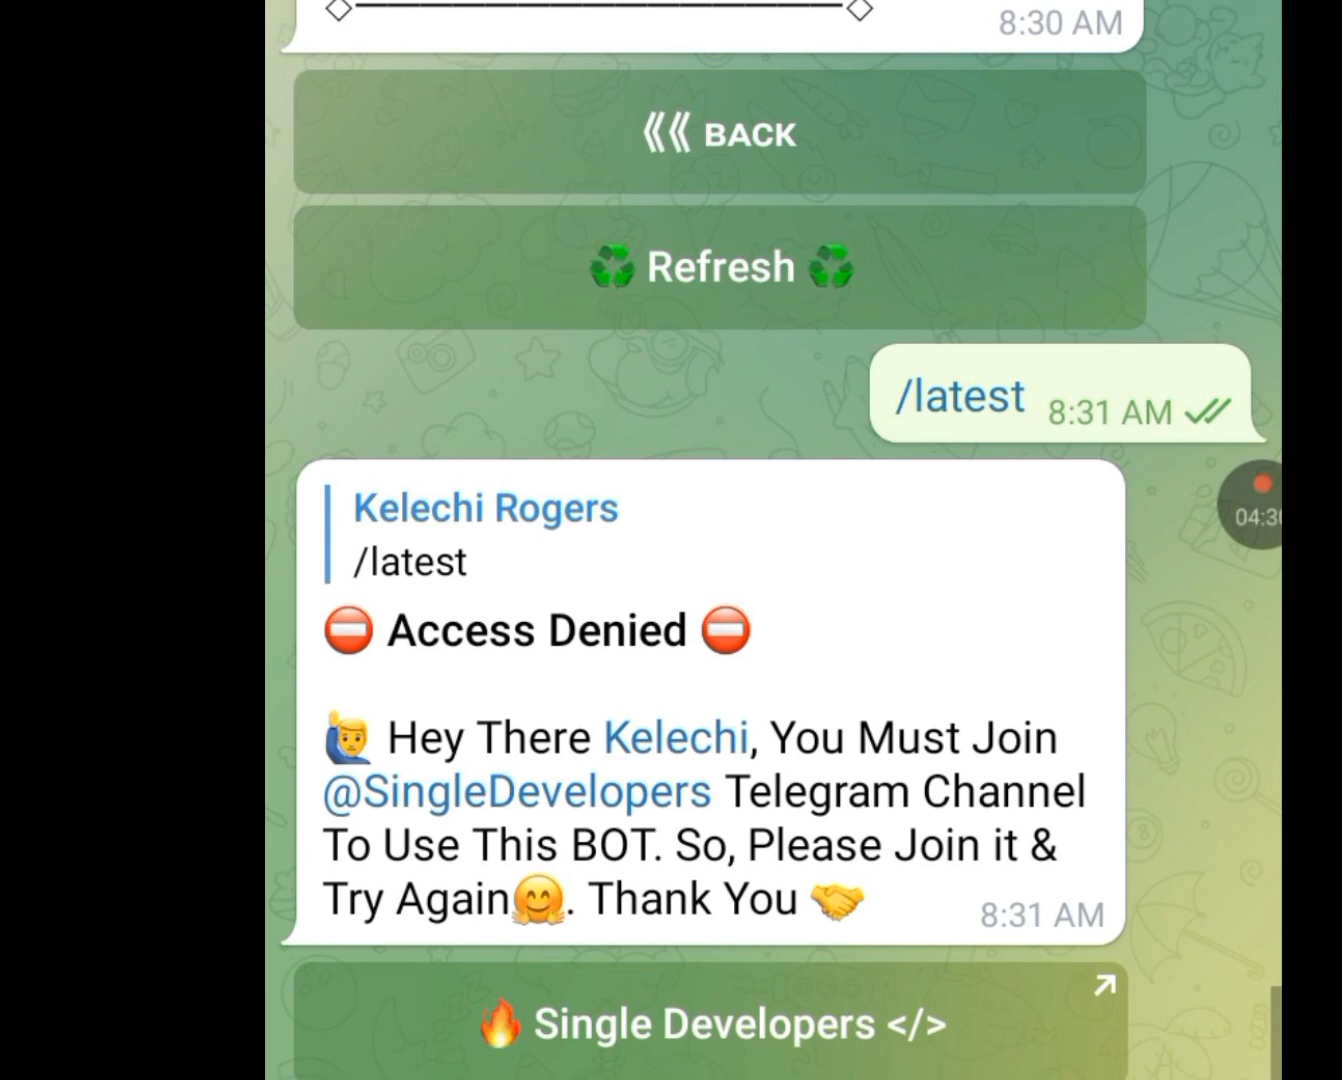 8:30 AM
⟪⟪ BACK
♻️ Refresh ♻️
/latest 8:31 AM
Kelechi Rogers
/latest
⛔ Access Denied ⛔
🙋‍♂️ Hey There Kelechi, You Must Join
@SingleDevelopers Telegram Channel
To Use This BOT. So, Please Join it &
Try Again🤗. Thank You 🤝
8:31 AM
🔥 Single Developers </>